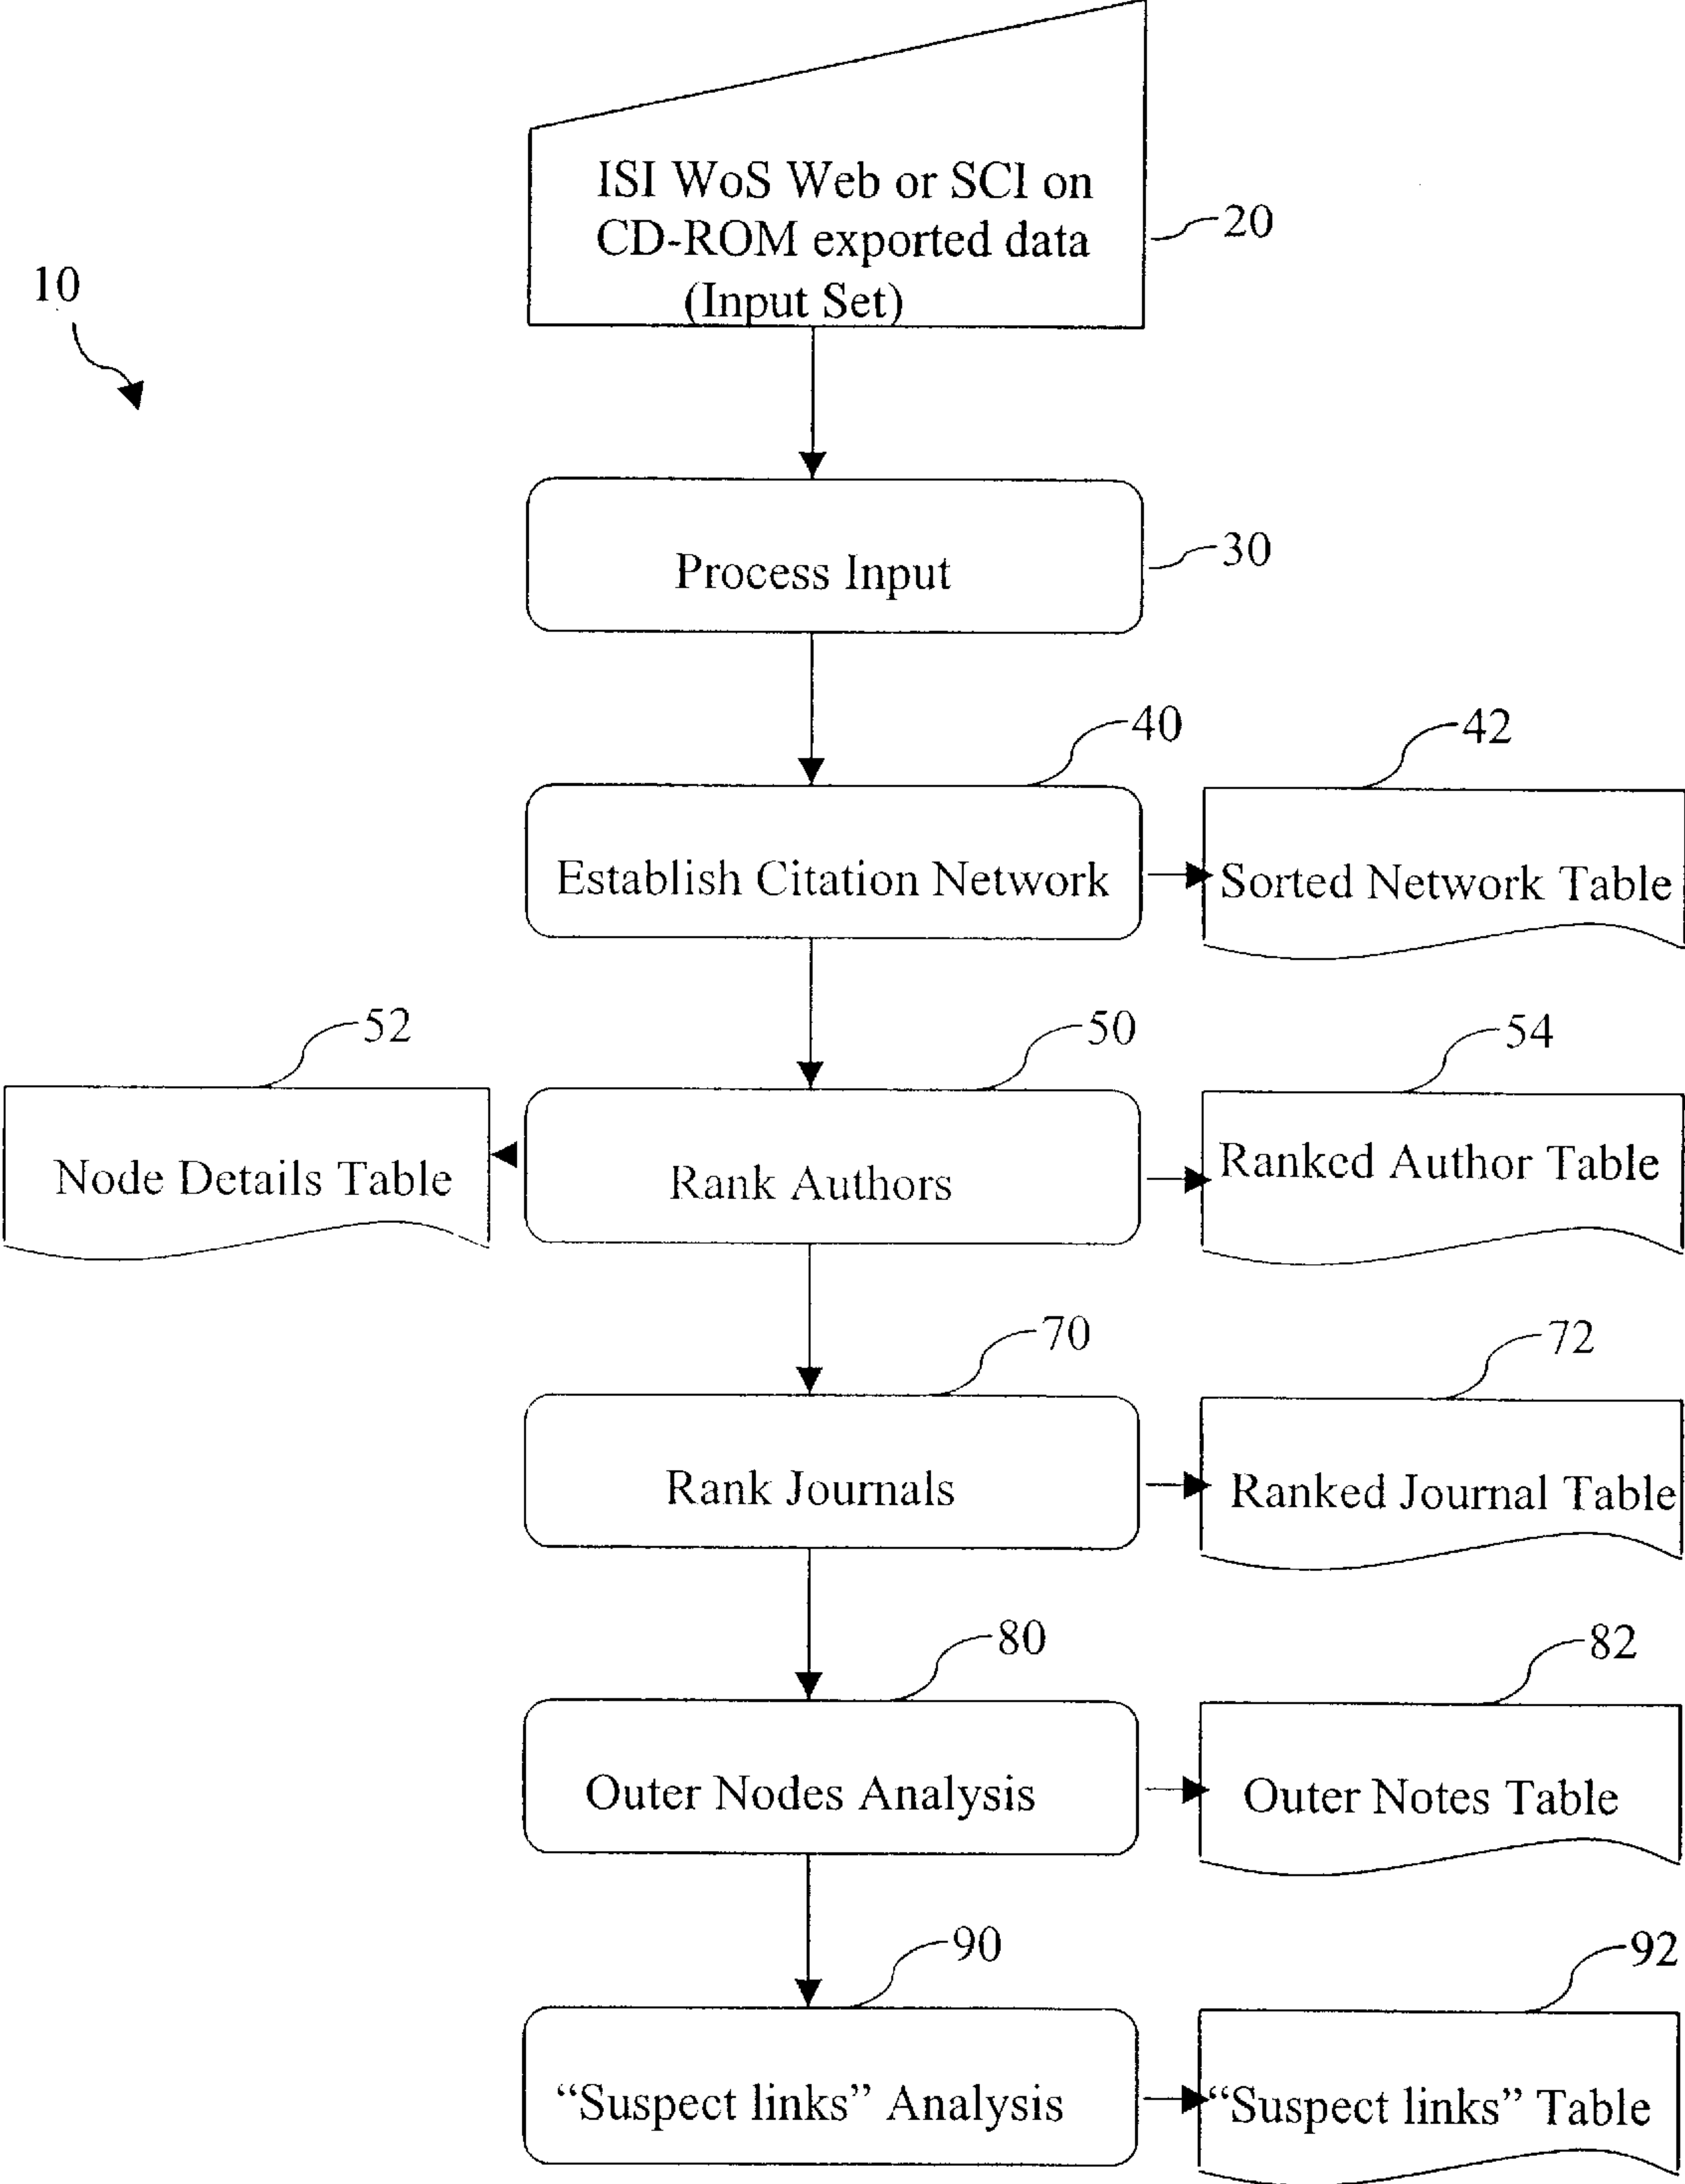 ISI WoS Web or SCI on
CD-ROM exported data
(Input Set)
20
10
Process Input
30
40
42
Establish Citation Network
Sorted Network Table
52
50
54
Node Details Table
Rank Authors
Ranked Author Table
70
72
Rank Journals
Ranked Journal Table
80
82
Outer Nodes Analysis
Outer Notes Table
90
92
“Suspect links” Analysis
“Suspect links” Table